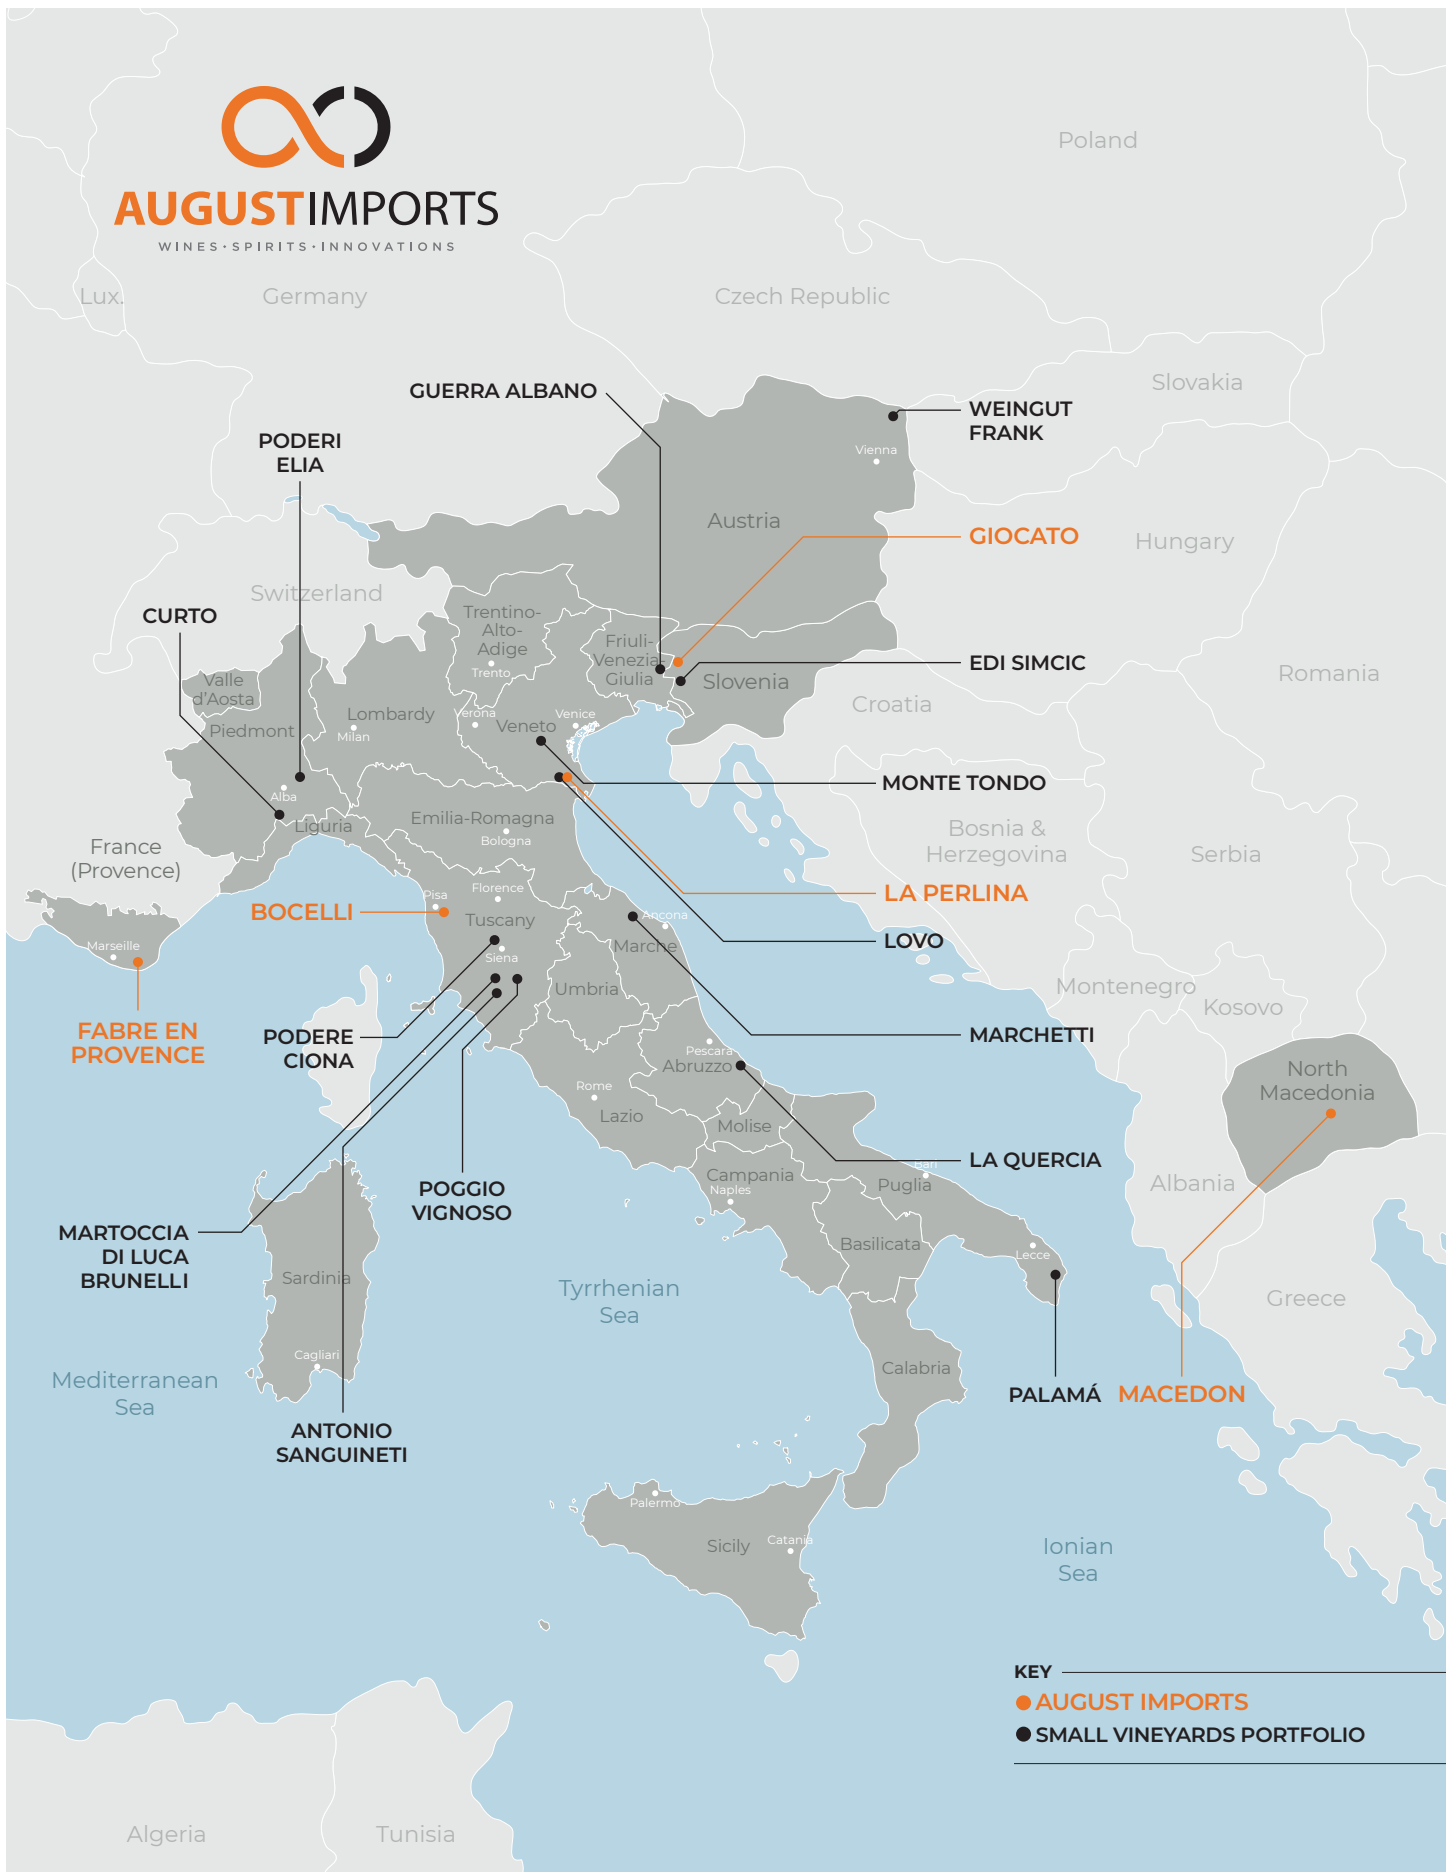 AUGUSTIMPORTS
WINES·SPIRITS·INNOVATIONS
Poland
Lux.
Germany
Czech Republic
Slovakia
GUERRA ALBANO
WEINGUT
FRANK
PODERI
ELIA
Vienna
Austria
GIOCATO
Hungary
Switzerland
CURTO
Trentino-
Alto-
Adige
Trento
Friuli-
Venezia-
Giulia
EDI SIMCIC
Slovenia
Romania
Valle
d'Aosta
Croatia
Piedmont
Lombardy
Milan
Verona
Veneto
Venice
MONTE TONDO
Alba
Liguria
Emilia-Romagna
Bologna
Bosnia &
Herzegovina
Serbia
France
(Provence)
LA PERLINA
BOCELLI
Pisa
Florence
Tuscany
Siena
Ancona
Marche
LOVO
Marseille
Umbria
Montenegro
Kosovo
FABRE EN
PROVENCE
PODERE
CIONA
MARCHETTI
Pescara
Abruzzo
North
Macedonia
Rome
Lazio
Molise
LA QUERCIA
Campania
Naples
Bari
Puglia
Albania
POGGIO
VIGNOSO
MARTOCCIA
DI LUCA
BRUNELLI
Basilicata
Lecce
Sardinia
Tyrrhenian
Sea
Greece
Cagliari
Calabria
Mediterranean
Sea
PALAMÁ
MACEDON
ANTONIO
SANGUINETI
Palermo
Sicily
Catania
Ionian
Sea
KEY
AUGUST IMPORTS
SMALL VINEYARDS PORTFOLIO
Algeria
Tunisia